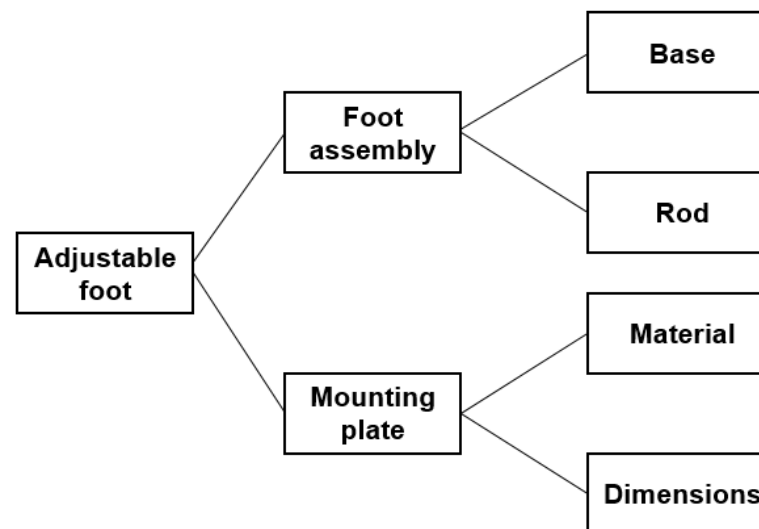 Adjustable
foot
Foot
assembly
Mounting
plate
Base
Rod
Material
Dimensions